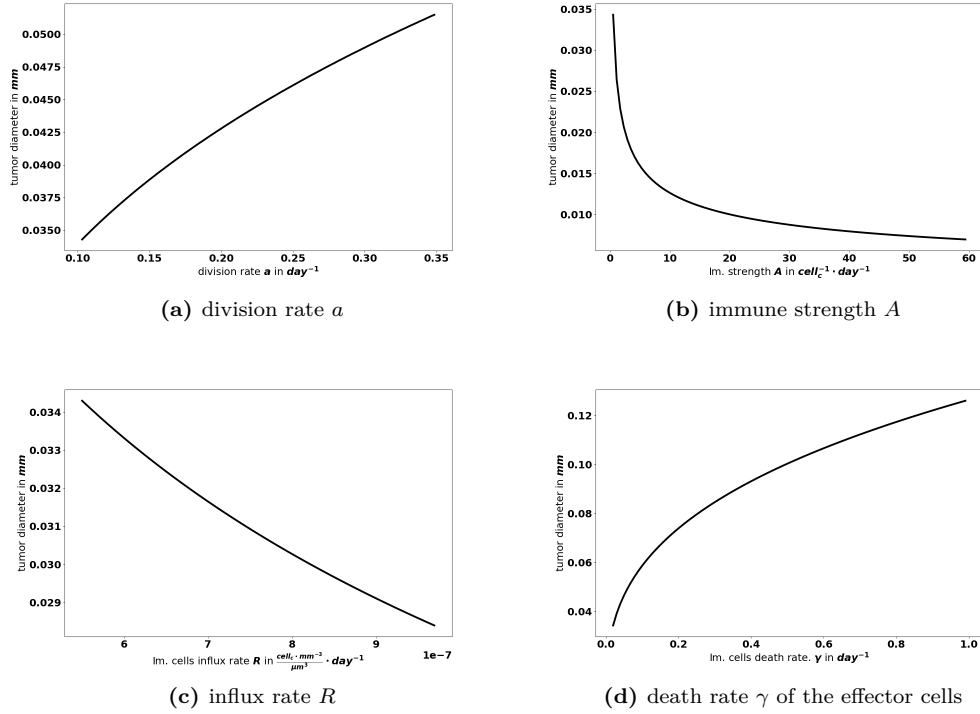 tumor diameter in mm
0.0500
0.0475
0.0450
0.0425
0.0400
0.0375
0.0350
0.10 0.15 0.20 0.25 0.30 0.35
division rate a in day⁻¹
(a) division rate a
tumor diameter in mm
0.035
0.030
0.025
0.020
0.015
0.010
0 10 20 30 40 50 60
Im. strength A in cell_c⁻¹ · day⁻¹
(b) immune strength A
tumor diameter in mm
0.034
0.033
0.032
0.031
0.030
0.029
6 7 8 9
1e-7
Im. cells influx rate R in cell_c · mm⁻³ / μm³ · day⁻¹
(c) influx rate R
tumor diameter in mm
0.12
0.10
0.08
0.06
0.04
0.0 0.2 0.4 0.6 0.8 1.0
Im. cells death rate. γ in day⁻¹
(d) death rate γ of the effector cells